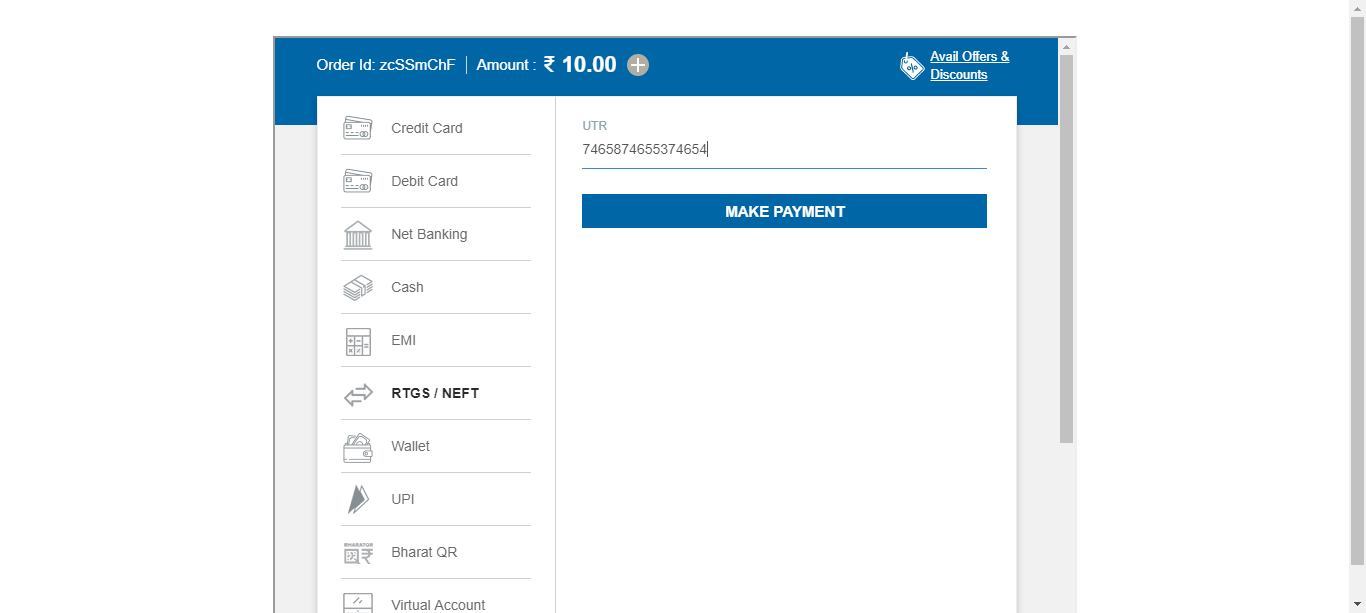 Order Id: zcSSmChF | Amount : ₹ 10.00
Avail Offers &
Discounts
Credit Card
Debit Card
Net Banking
Cash
EMI
RTGS / NEFT
Wallet
UPI
BHARATQR
Bharat QR
Virtual Account
UTR
7465874655374654
MAKE PAYMENT